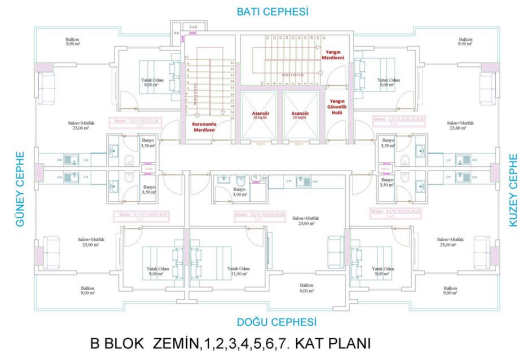 BATI CEPHESİ
Balkon
9,00 m²
Balkon
9,00 m²
Yangın
Merdiveni
Yatak Odası
9,00 m²
Yatak Odası
9,00 m²
Asansör
Asansör
Yangın
Güvenlik
Holü
Korunumlu
Merdiven
Salon+Mutfak
23,00 m²
Salon+Mutfak
23,00 m²
Banyo
3,50 m²
Banyo
3,50 m²
GÜNEY CEPHE
KUZEY CEPHE
Banyo
3,50 m²
Banyo
3,00 m²
Banyo
3,50 m²
Salon+Mutfak
23,00 m²
Salon+Mutfak
24,00 m²
Salon+Mutfak
23,00 m²
Yatak Odası
9,00 m²
Yatak Odası
11,00 m²
Yatak Odası
9,00 m²
Balkon
9,00 m²
Balkon
9,00 m²
Balkon
9,00 m²
DOĞU CEPHESİ
B BLOK ZEMİN,1,2,3,4,5,6,7. KAT PLANI